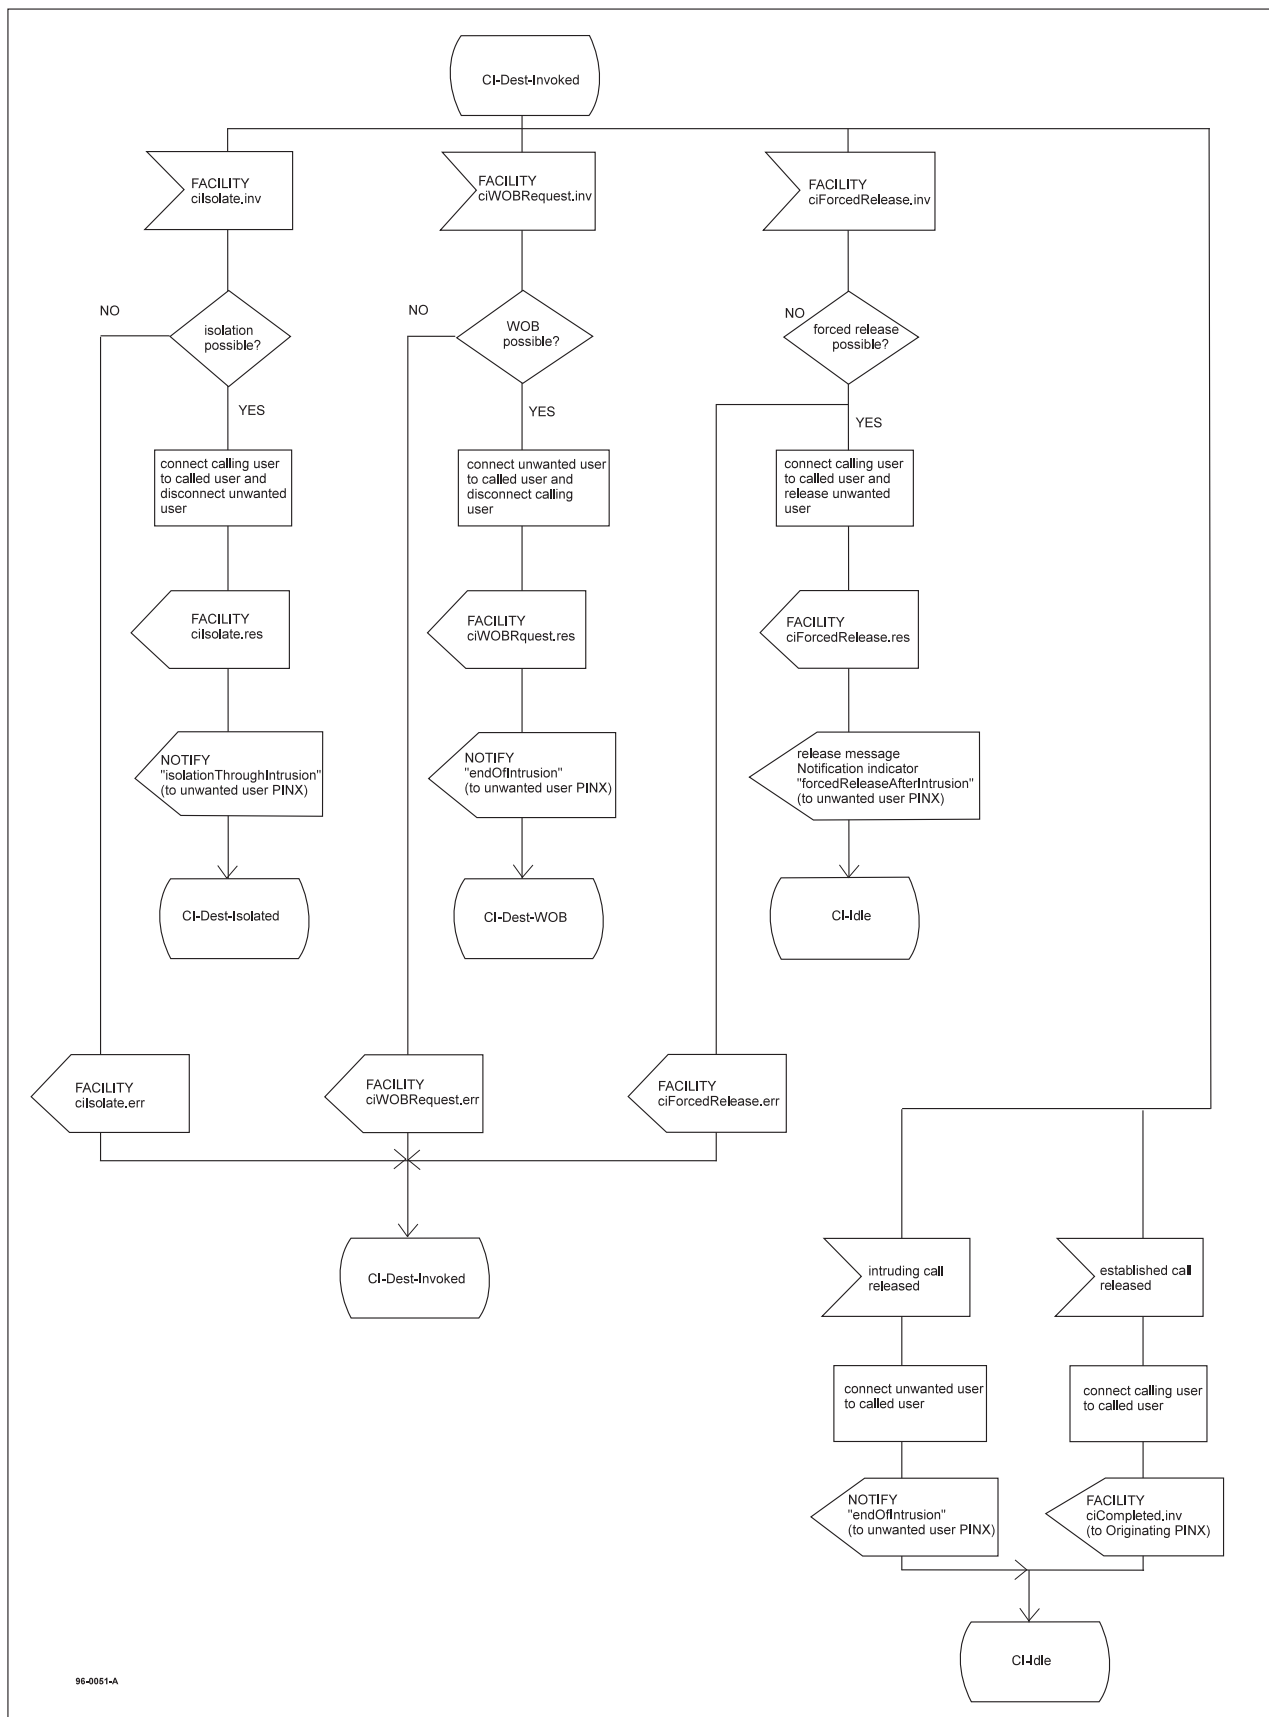 CI-Dest-Invoked
FACILITY
ciIsolate.inv
FACILITY
ciWOBRequest.inv
FACILITY
ciForcedRelease.inv
NO
isolation
possible?
YES
NO
WOB
possible?
YES
NO
forced release
possible?
YES
connect calling user
to called user and
disconnect unwanted
user
connect unwanted user
to called user and
disconnect calling
user
connect calling user
to called user and
release unwanted
user
FACILITY
ciIsolate.res
FACILITY
ciWOBRquest.res
FACILITY
ciForcedRelease.res
NOTIFY
"isolationThroughIntrusion"
(to unwanted user PINX)
NOTIFY
"endOfIntrusion"
(to unwanted user PINX)
release message
Notification indicator
"forcedReleaseAfterIntrusion"
(to unwanted user PINX)
CI-Dest-Isolated
CI-Dest-WOB
CI-Idle
FACILITY
ciIsolate.err
FACILITY
ciWOBRequest.err
FACILITY
ciForcedRelease.err
CI-Dest-Invoked
intruding call
released
established call
released
connect unwanted user
to called user
connect calling user
to called user
NOTIFY
"endOfIntrusion"
(to unwanted user PINX)
FACILITY
ciCompleted.inv
(to Originating PINX)
CI-Idle
96-0051-A